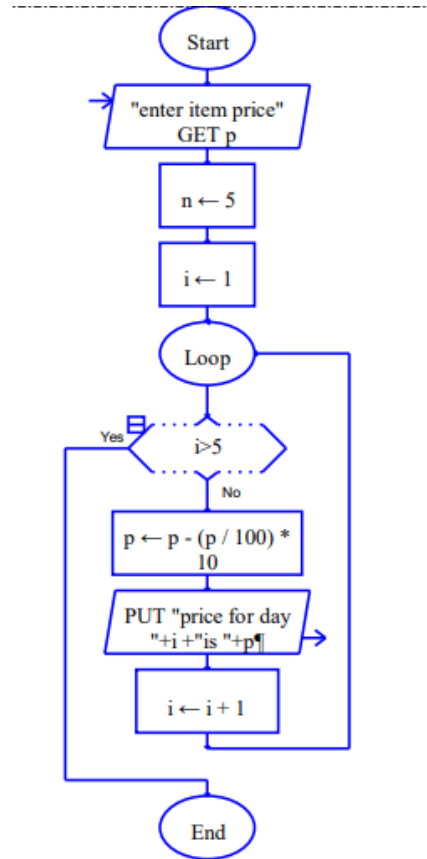 Start
"enter item price"
GET p
n ← 5
i ← 1
Loop
Yes
i>5
No
p ← p - (p / 100) *
10
PUT "price for day
"+i +"is "+p¶
i ← i + 1
End